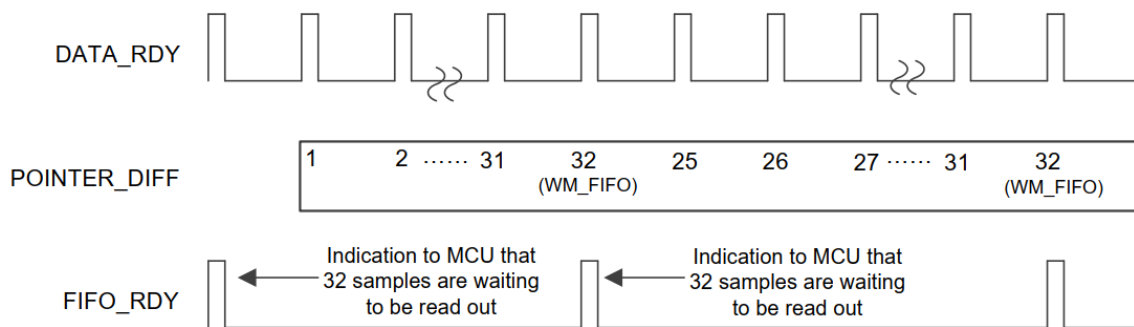 DATA_RDY
POINTER_DIFF
1 2 ...... 31 32 25 26 27 ...... 31 32
(WM_FIFO) (WM_FIFO)
FIFO_RDY
Indication to MCU that
32 samples are waiting
to be read out
Indication to MCU that
32 samples are waiting
to be read out